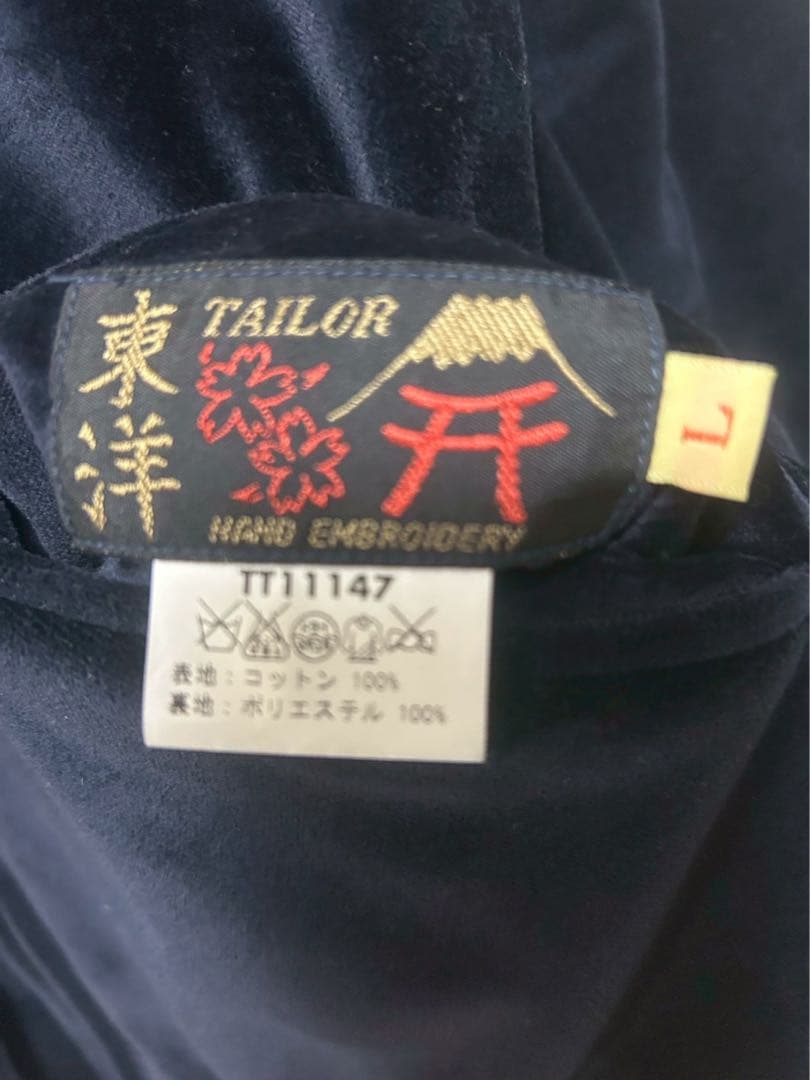 東洋
TAILOR
HAND EMBROIDERY
L
TT11147
表地：コットン 100%
裏地：ポリエステル 100%